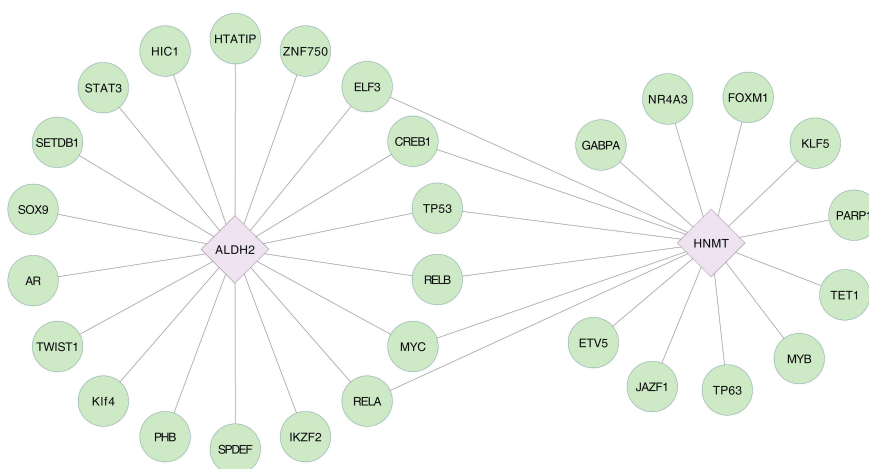 HTATIP
HIC1
ZNF750
STAT3
ELF3
NR4A3
FOXM1
SETDB1
CREB1
GABPA
KLF5
SOX9
TP53
PARP1
ALDH2
HNMT
AR
RELB
TET1
TWIST1
MYC
ETV5
MYB
KIf4
RELA
JAZF1
TP63
PHB
SPDEF
IKZF2